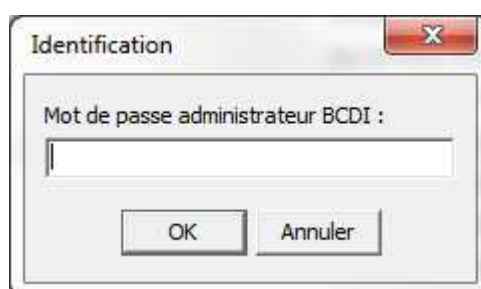 Identification
Mot de passe administrateur BCDI :
OK
Annuler